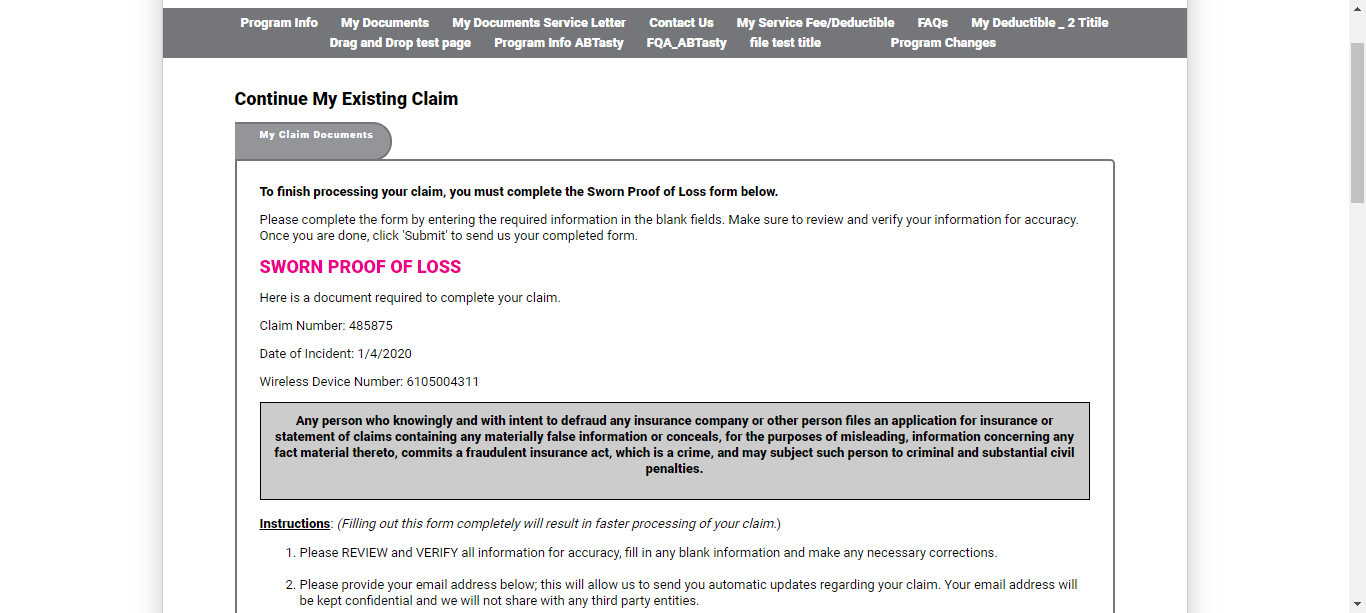 Program Info My Documents My Documents Service Letter Contact Us My Service Fee/Deductible FAQs My Deductible _ 2 Titile
Drag and Drop test page Program Info ABTasty FQA_ABTasty file test title Program Changes
Continue My Existing Claim
My Claim Documents
To finish processing your claim, you must complete the Sworn Proof of Loss form below.
Please complete the form by entering the required information in the blank fields. Make sure to review and verify your information for accuracy.
Once you are done, click 'Submit' to send us your completed form.
SWORN PROOF OF LOSS
Here is a document required to complete your claim.
Claim Number: 485875
Date of Incident: 1/4/2020
Wireless Device Number: 6105004311
Any person who knowingly and with intent to defraud any insurance company or other person files an application for insurance or
statement of claims containing any materially false information or conceals, for the purposes of misleading, information concerning any
fact material thereto, commits a fraudulent insurance act, which is a crime, and may subject such person to criminal and substantial civil
penalties.
Instructions: (Filling out this form completely will result in faster processing of your claim.)
1. Please REVIEW and VERIFY all information for accuracy, fill in any blank information and make any necessary corrections.
2. Please provide your email address below; this will allow us to send you automatic updates regarding your claim. Your email address will
be kept confidential and we will not share with any third party entities.